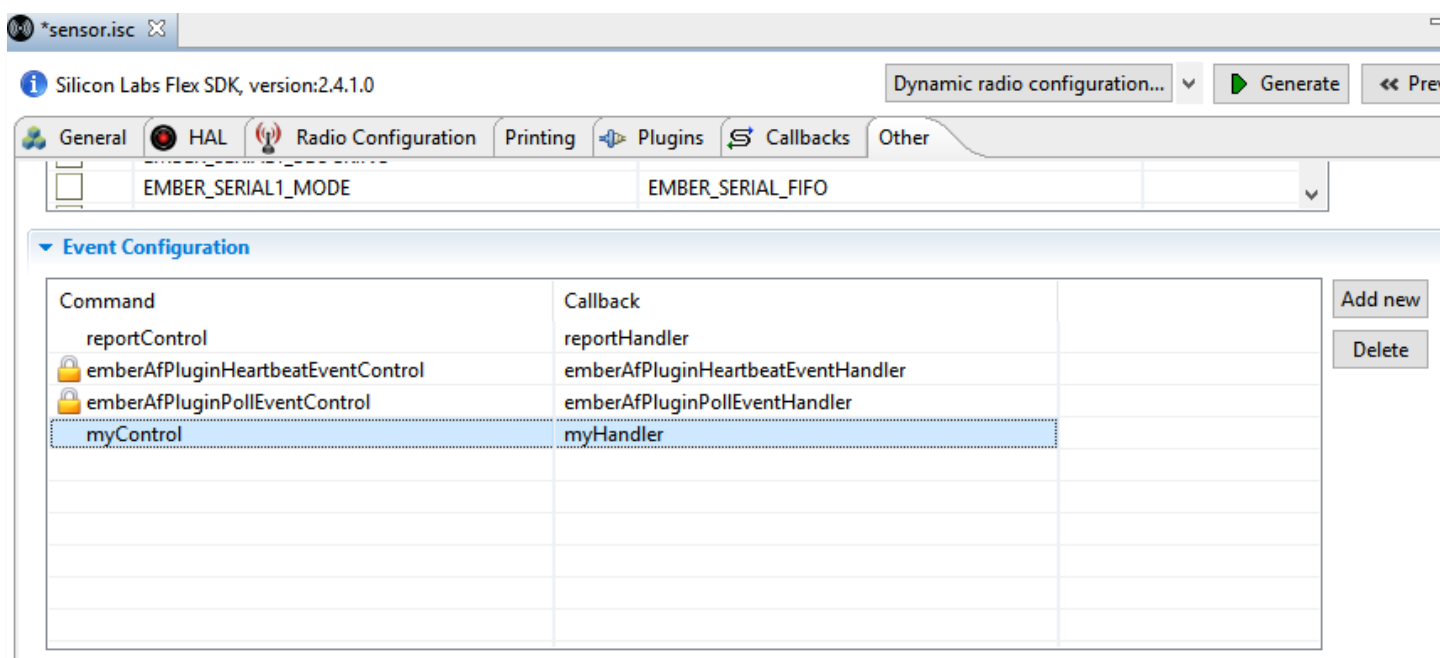 *sensor.isc
Silicon Labs Flex SDK, version:2.4.1.0 Dynamic radio configuration... Generate Prev
General HAL Radio Configuration Printing Plugins Callbacks Other
EMBER_SERIAL1_MODE EMBER_SERIAL_FIFO
Event Configuration
Command Callback Add new
reportControl reportHandler
Delete
emberAfPluginHeartbeatEventControl emberAfPluginHeartbeatEventHandler
emberAfPluginPollEventControl emberAfPluginPollEventHandler
myControl myHandler